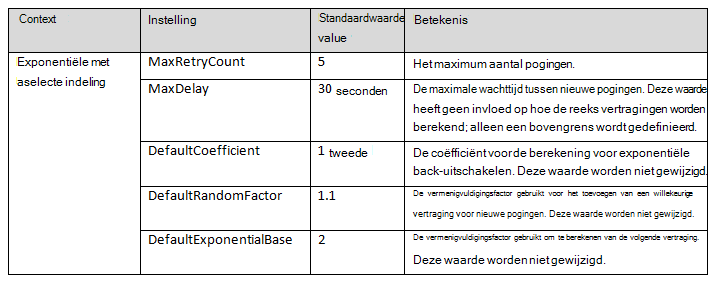 Context Instelling Standaardwaarde value Betekenis
Exponentiële met aselecte indeling
MaxRetryCount 5 Het maximum aantal pogingen.
MaxDelay 30 seconden De maximale wachttijd tussen nieuwe pogingen. Deze waarde
heeft geen invloed op hoe de reeks vertragingen worden
berekend; alleen een bovengrens wordt gedefinieerd.
DefaultCoefficient 1 tweede De coëfficiënt voor de berekening voor exponentiële
back-uitschakelen. Deze waarde worden niet gewijzigd.
DefaultRandomFactor 1.1 De vermenigvuldigingsfactor gebruikt voor het toevoegen van een willekeurige
vertraging voor nieuwe pogingen. Deze waarde worden niet gewijzigd.
DefaultExponentialBase 2 De vermenigvuldigingsfactor gebruikt om te berekenen van de volgende vertraging.
Deze waarde worden niet gewijzigd.